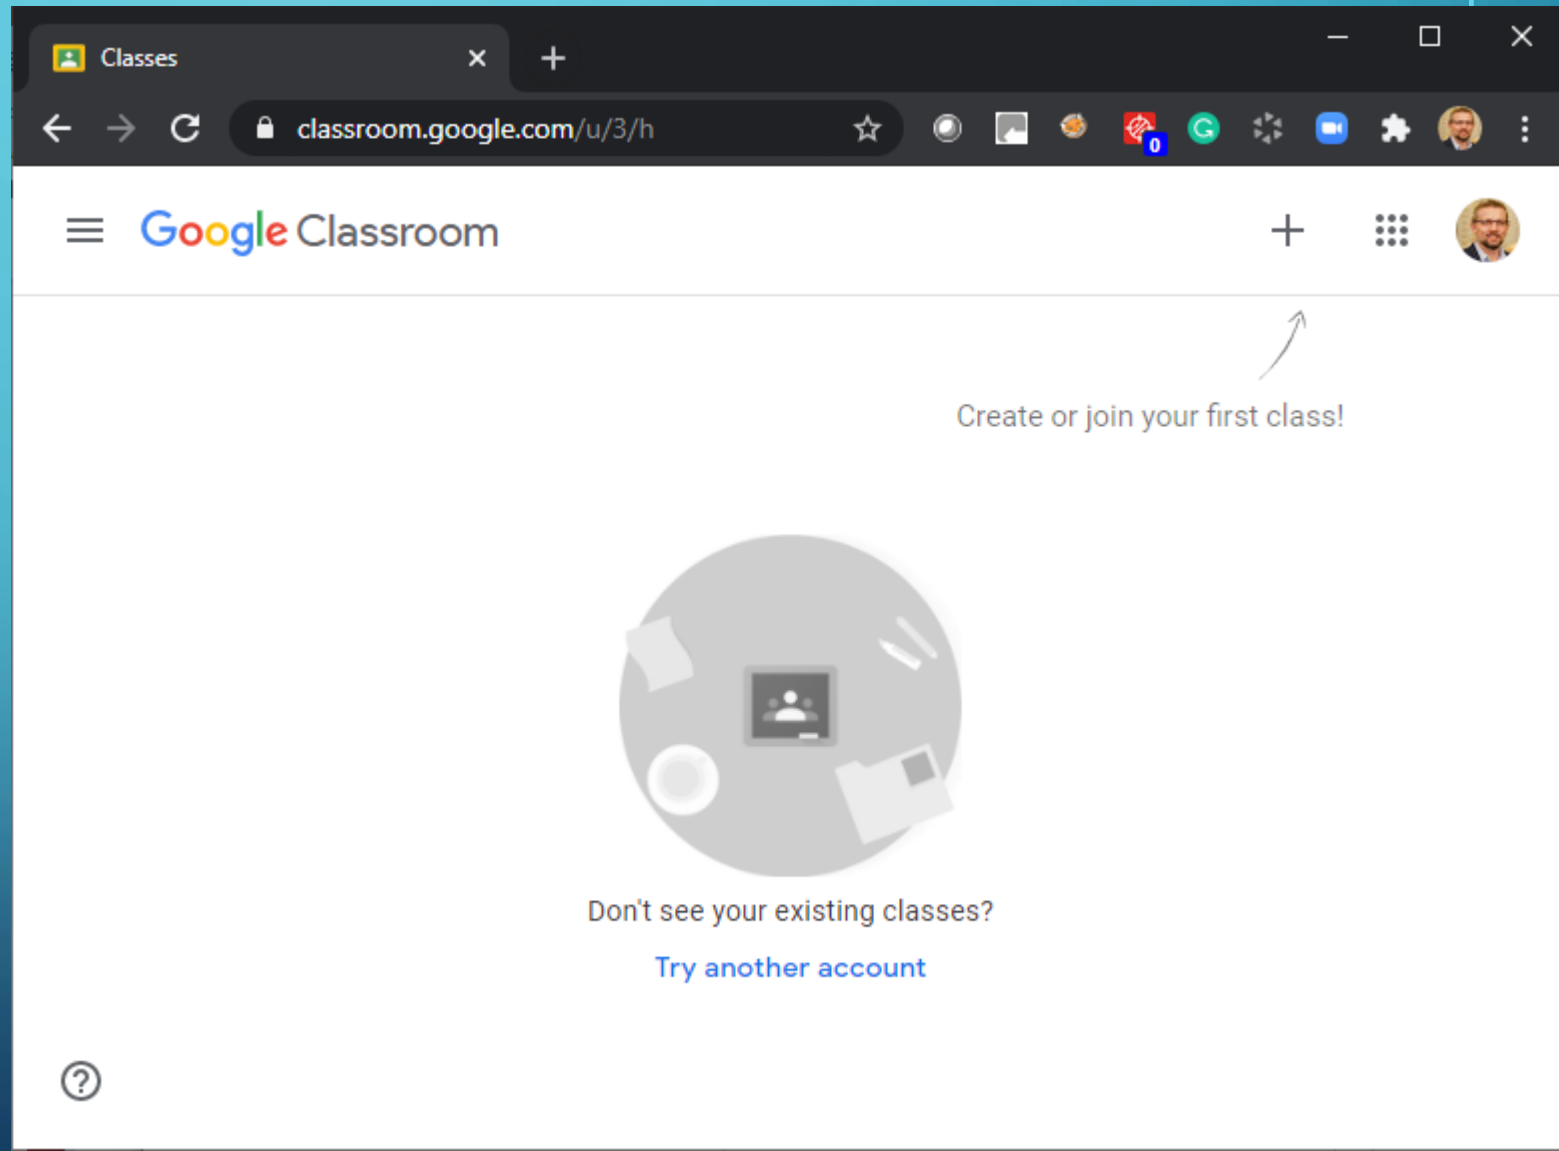 Classes
classroom.google.com/u/3/h
0
Google Classroom
Create or join your first class!
Don't see your existing classes?
Try another account